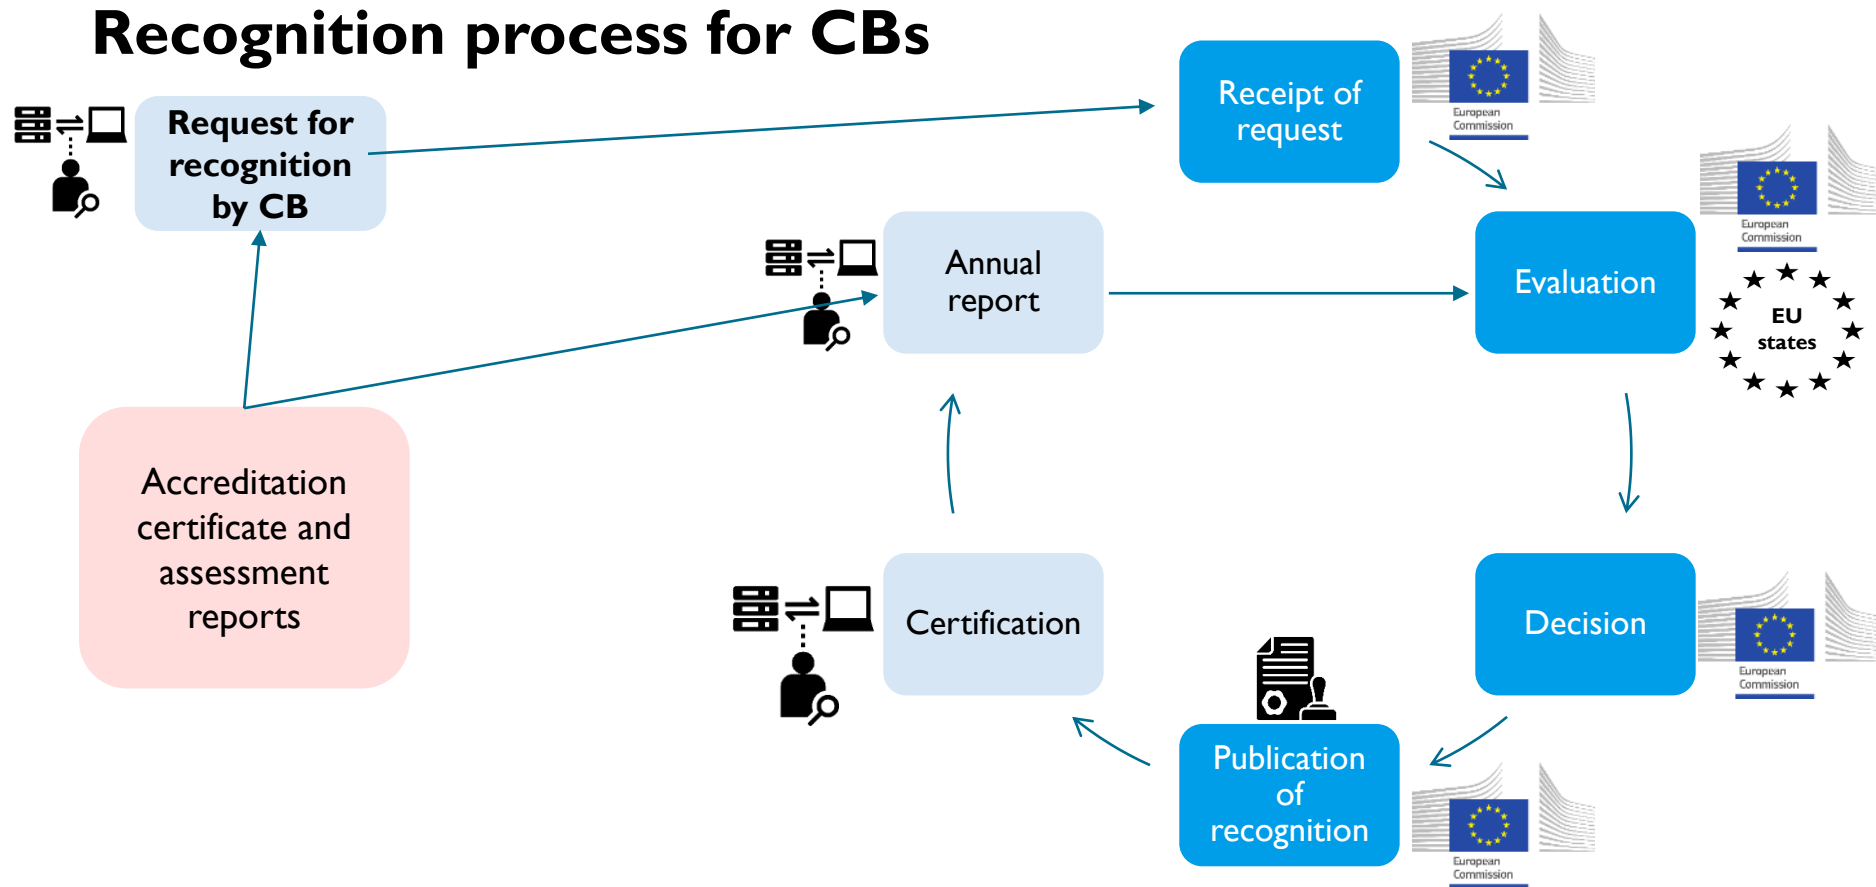 Recognition process for CBs
Request for
recognition
by CB
Receipt of
request
European
Commission
European
Commission
Annual
report
Evaluation
EU
states
Accreditation
certificate and
assessment
reports
Certification
Decision
European
Commission
Publication
of
recognition
European
Commission